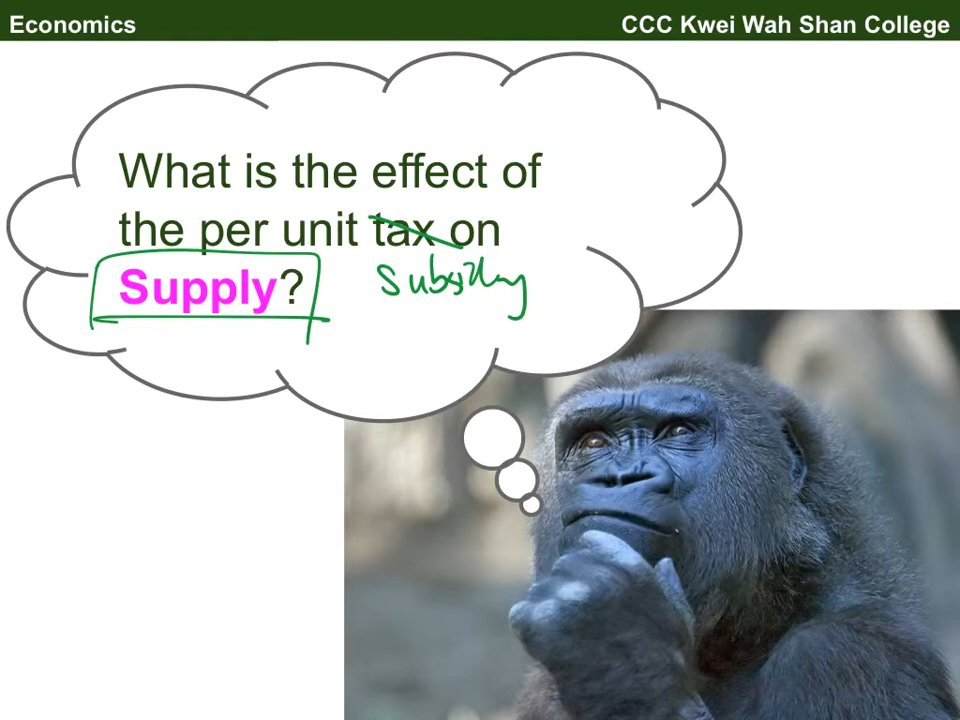 Economics
CCC Kwei Wah Shan College
What is the effect of
the per unit tax on
Supply?
Subsidy